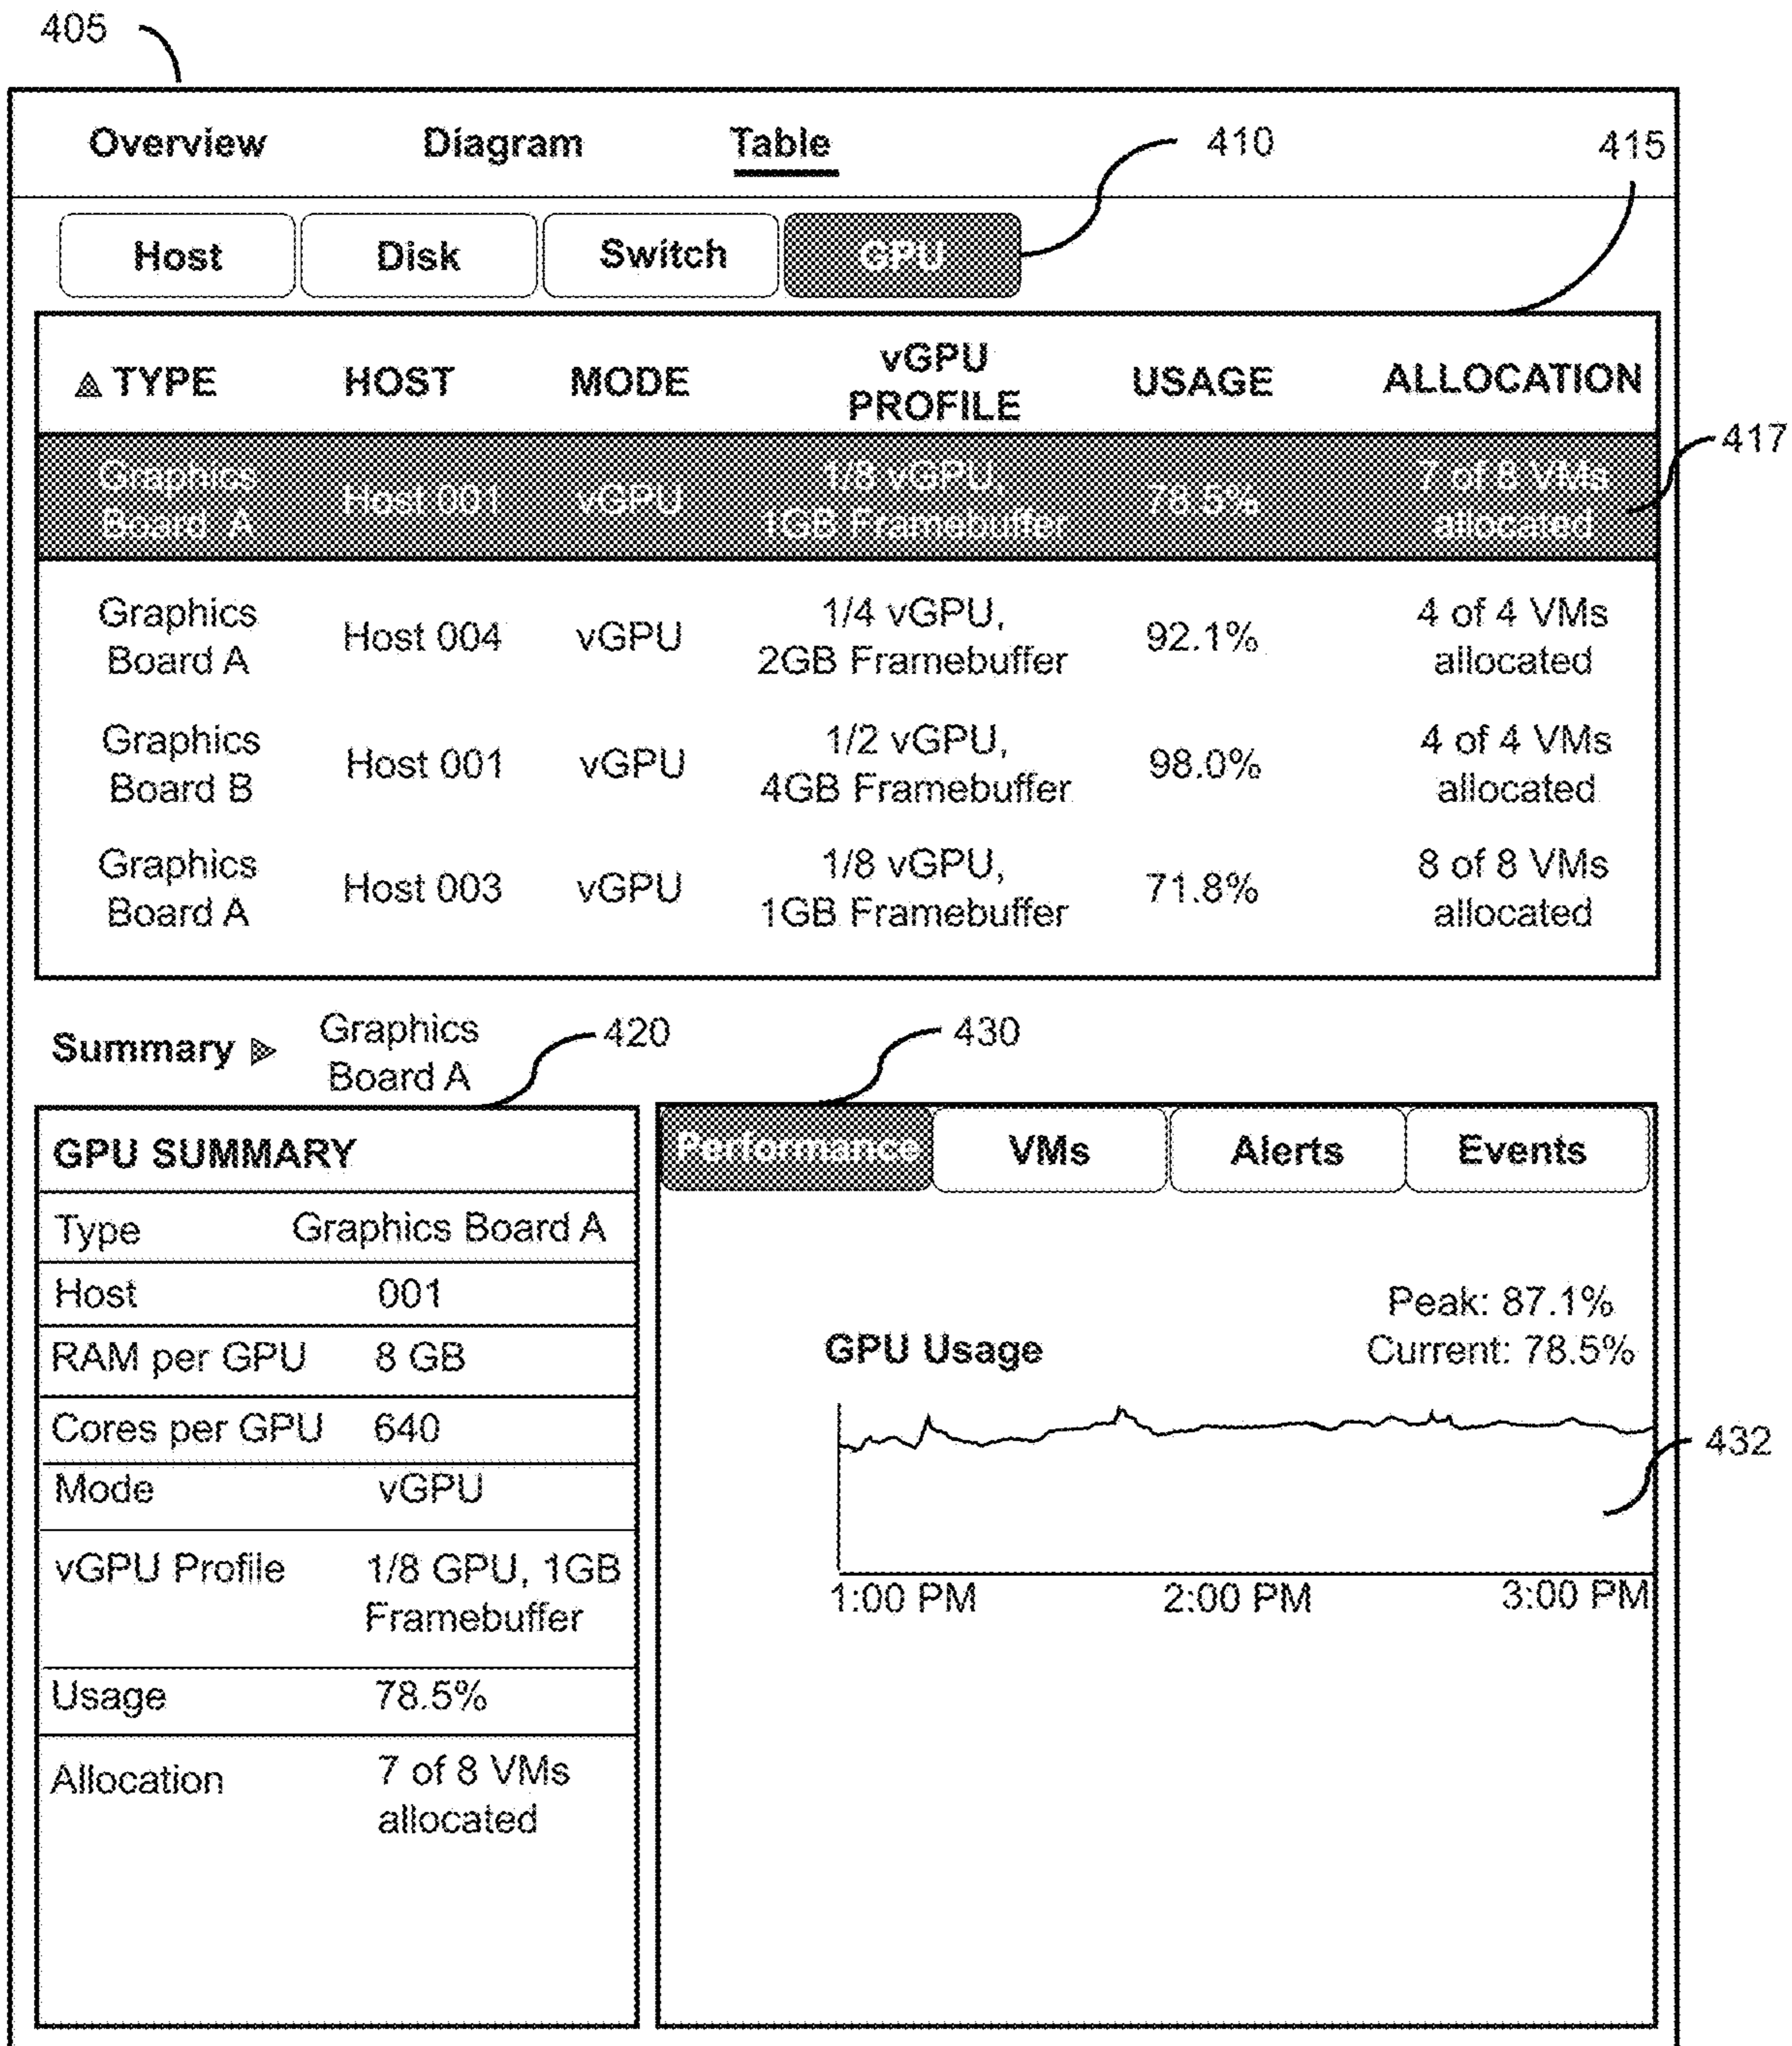 405
Overview Diagram Table 410 415
Host Disk Switch GPU
TYPE HOST MODE vGPU PROFILE USAGE ALLOCATION
417
Graphics Board A Host 001 vGPU 1/8 vGPU, 1GB Framebuffer 78.5% 7 of 8 VMs allocated
Graphics Board A Host 004 vGPU 1/4 vGPU, 2GB Framebuffer 92.1% 4 of 4 VMs allocated
Graphics Board B Host 001 vGPU 1/2 vGPU, 4GB Framebuffer 98.0% 4 of 4 VMs allocated
Graphics Board A Host 003 vGPU 1/8 vGPU, 1GB Framebuffer 71.8% 8 of 8 VMs allocated
Summary Graphics Board A 420 430
GPU SUMMARY
Type Graphics Board A
Host 001
RAM per GPU 8 GB
Cores per GPU 640
Mode vGPU
vGPU Profile 1/8 GPU, 1GB
Framebuffer
Usage 78.5%
Allocation 7 of 8 VMs
allocated
Performance VMs Alerts Events
Peak: 87.1%
GPU Usage Current: 78.5%
432
1:00 PM 2:00 PM 3:00 PM